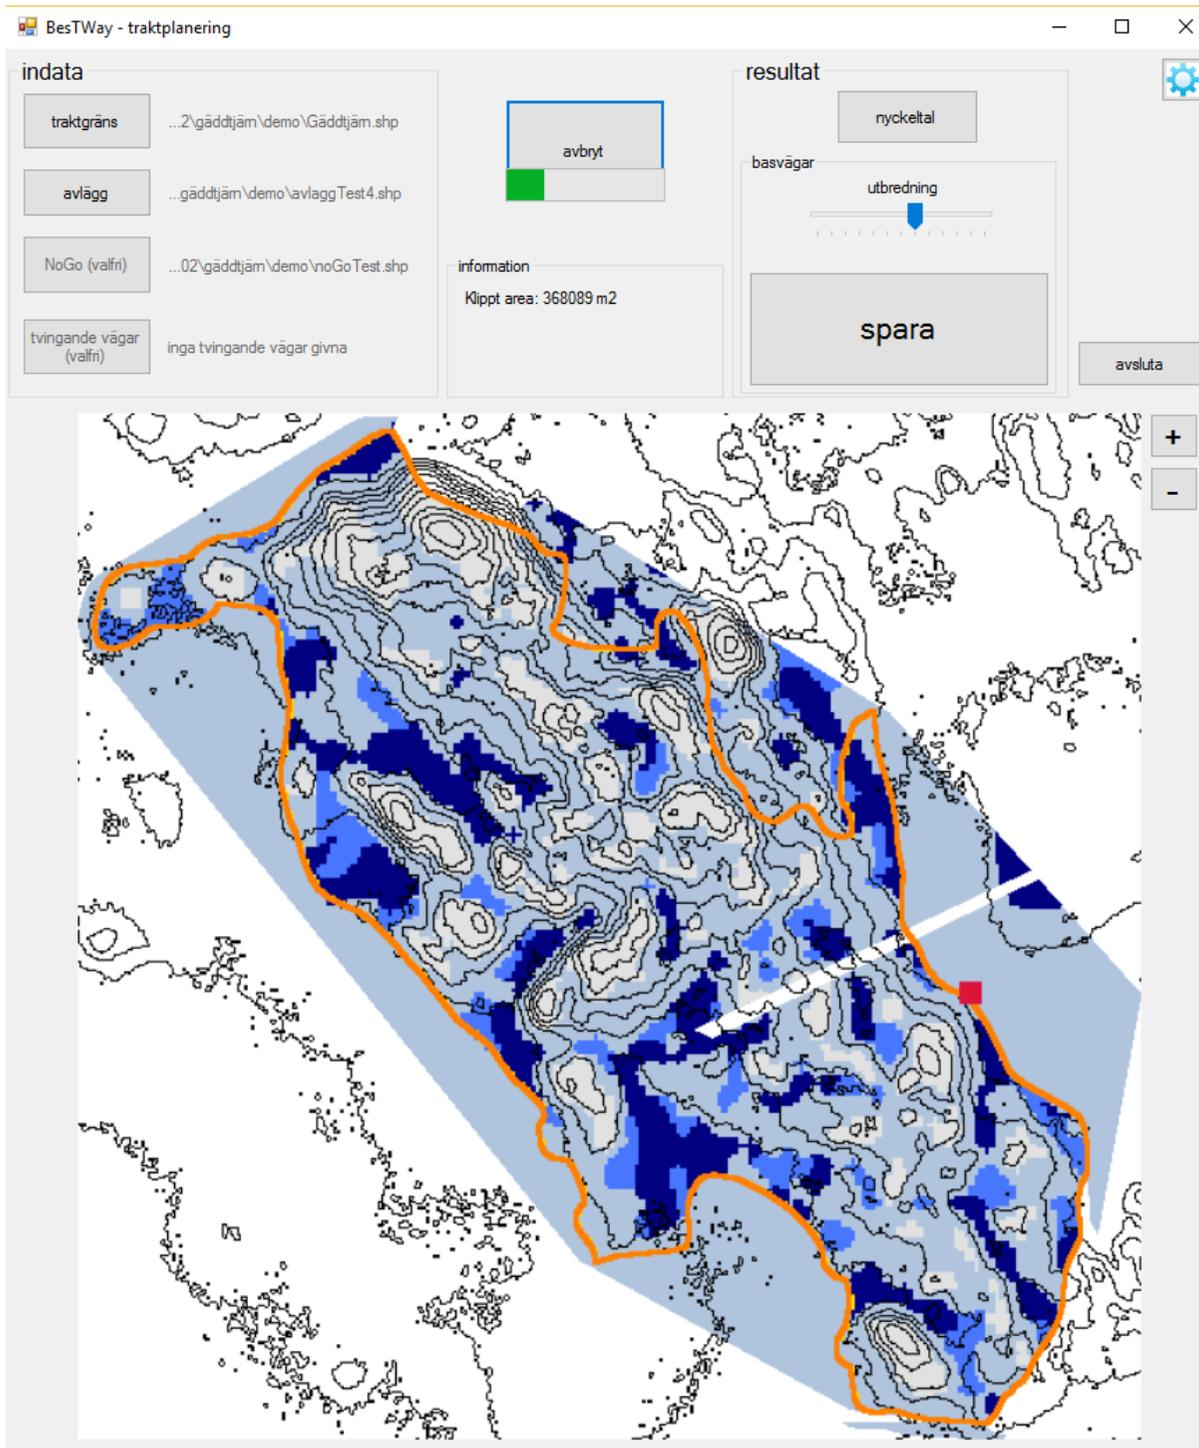 BesTWay - traktplanering
indata
traktgräns
...2\gäddtjärn\demo\Gäddtjärn.shp
avlägg
...gäddtjärn\demo\avlaggTest4.shp
NoGo (valfri)
...02\gäddtjärn\demo\noGoTest.shp
tvingande vägar
(valfri)
inga tvingande vägar givna
avbryt
information
Klippt area: 368089 m2
resultat
nyckeltal
basvägar
utbredning
spara
avsluta
+
-